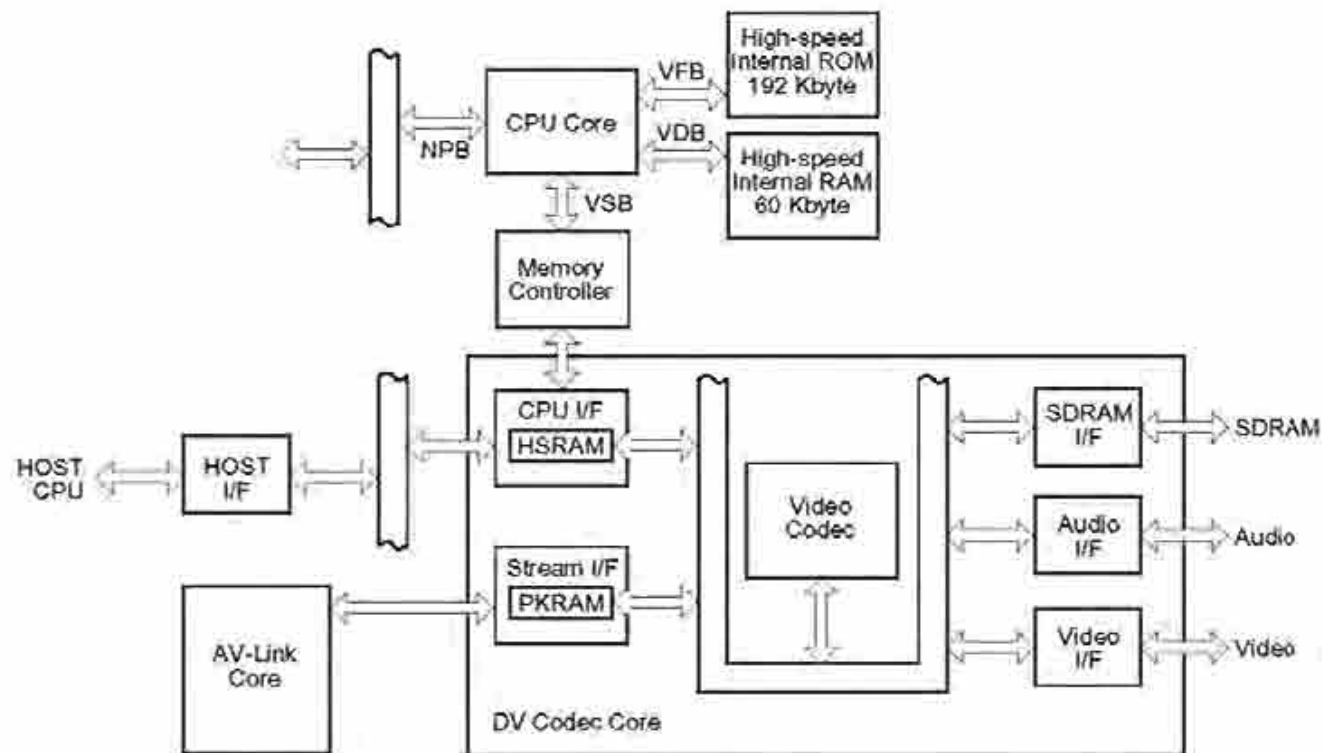 High-speed
Internal ROM
192 Kbyte
VFB
CPU Core
NPB
VDB
High-speed
Internal RAM
60 Kbyte
VSB
Memory
Controller
CPU I/F
HSRAM
SDRAM
I/F
SDRAM
HOST
CPU
HOST
I/F
Video
Codec
Audio
I/F
Audio
Stream I/F
PKRAM
AV-Link
Core
Video
I/F
Video
DV Codec Core